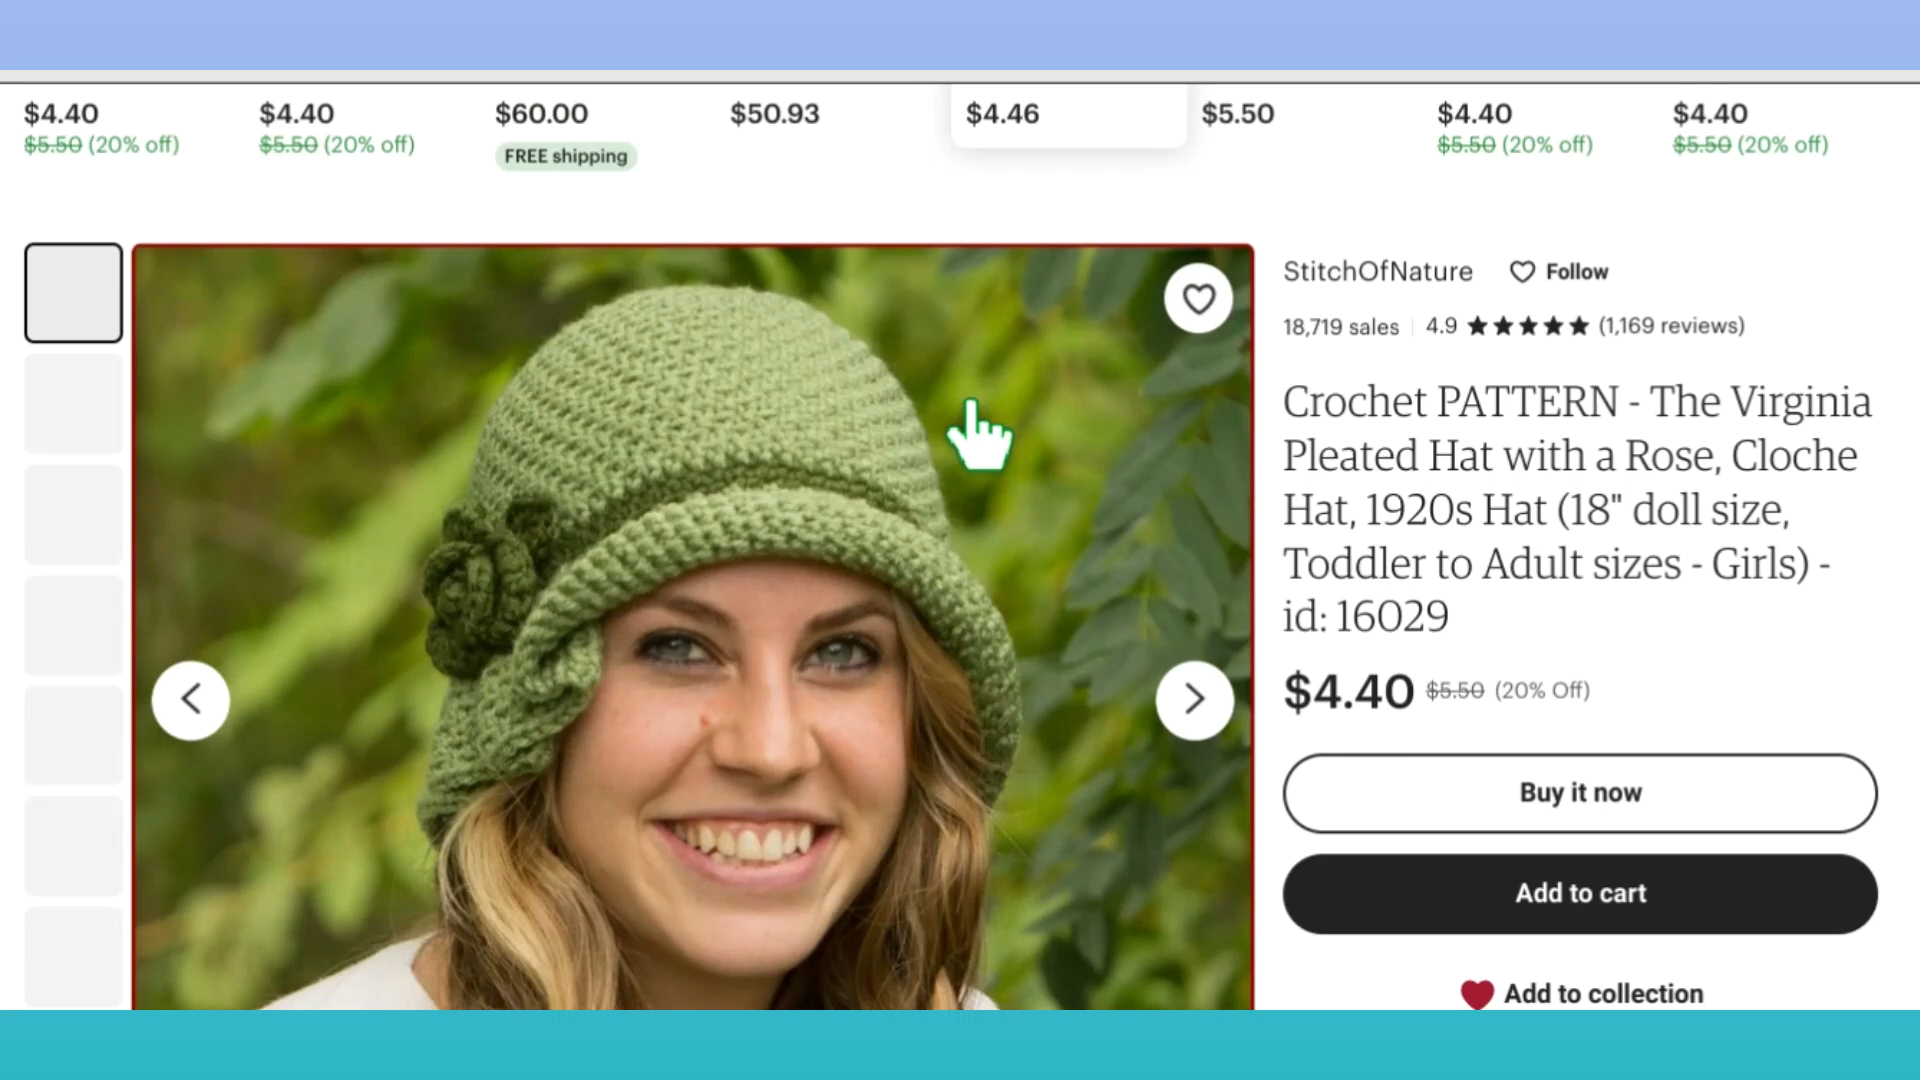 $4.40 $4.40 $60.00 $50.93 $4.46 $5.50 $4.40 $4.40
$5.50 (20% off) $5.50 (20% off) FREE shipping $5.50 (20% off) $5.50 (20% off)
StitchOfNature Follow
18,719 sales 4.9 ★★★★★ (1,169 reviews)
Crochet PATTERN - The Virginia
Pleated Hat with a Rose, Cloche
Hat, 1920s Hat (18" doll size,
Toddler to Adult sizes - Girls) -
id: 16029
$4.40 $5.50 (20% Off)
Buy it now
Add to cart
Add to collection